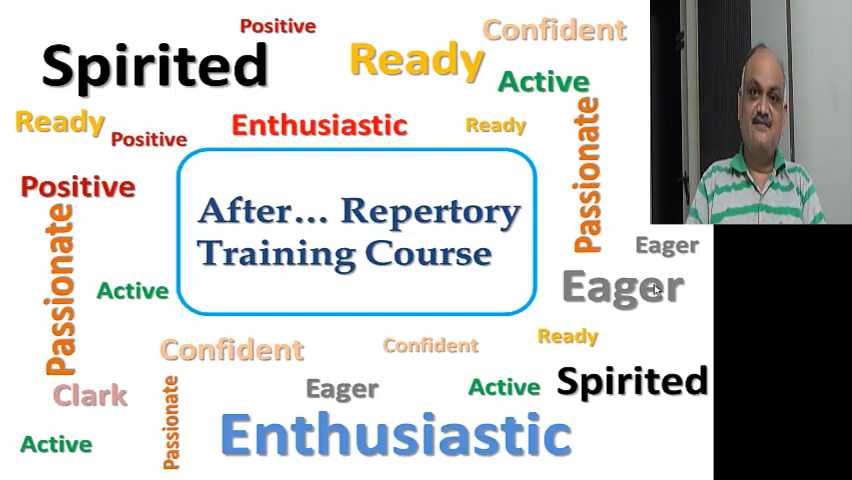 Positive
Confident
Spirited
Ready
Active
Ready
Positive
Enthusiastic
Ready
Passionate
Positive
After... Repertory
Training Course
Passionate
Eager
Active
Eager
Confident
Confident
Ready
Clark
Passionate
Eager
Active
Spirited
Active
Enthusiastic